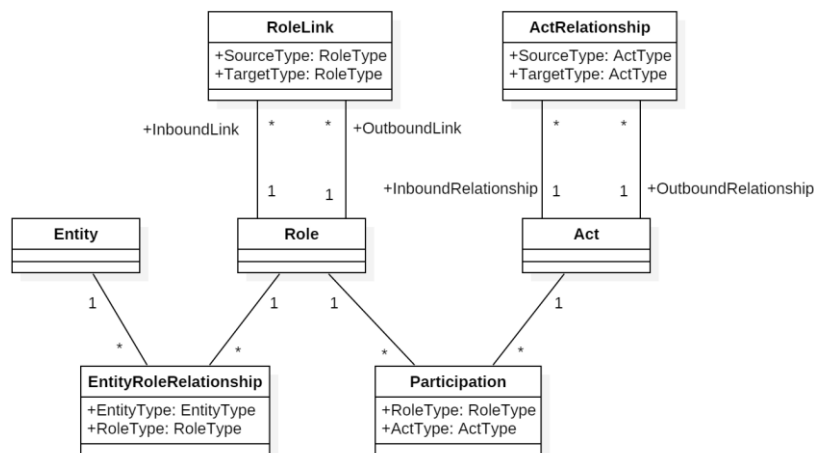 RoleLink
+SourceType: RoleType
+TargetType: RoleType
ActRelationship
+SourceType: ActType
+TargetType: ActType
+InboundLink
*
*
+OutboundLink
*
*
+InboundRelationship
1
1
1
1
+OutboundRelationship
Entity
Role
Act
1
1
1
1
*
*
*
*
EntityRoleRelationship
+EntityType: EntityType
+RoleType: RoleType
Participation
+RoleType: RoleType
+ActType: ActType